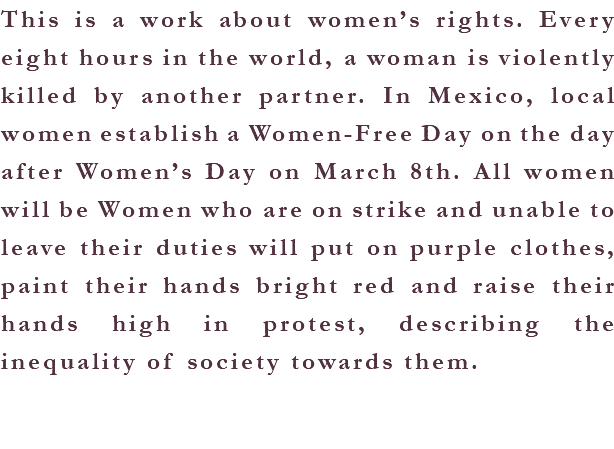 This is a work about women’s rights. Every
eight hours in the world, a woman is violently
killed by another partner. In Mexico, local
women establish a Women-Free Day on the day
after Women’s Day on March 8th. All women
will be Women who are on strike and unable to
leave their duties will put on purple clothes,
paint their hands bright red and raise their
hands high in protest, describing the
inequality of society towards them.